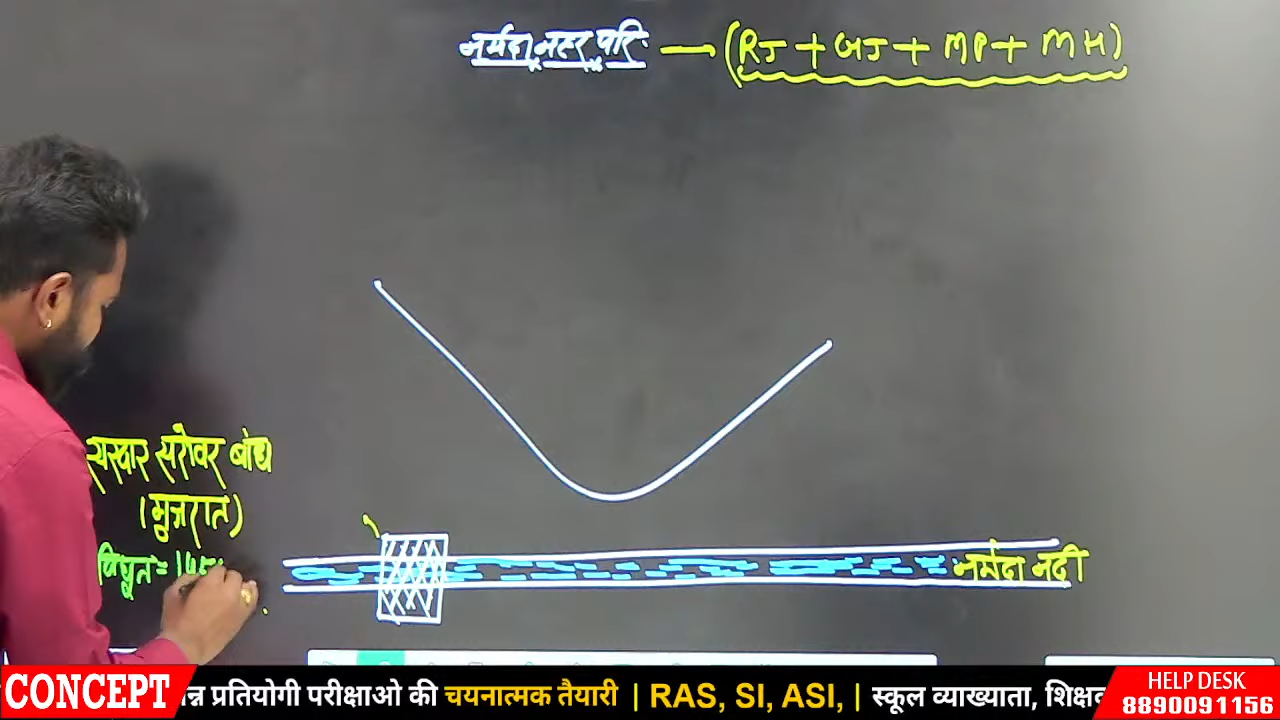 नर्मदा नहर परि. → (RJ + GJ + MP + MH)
सरदार सरोवर बांध
(गुजरात)
विधुत = 145
नर्मदा नदी
CONCEPT
न्न प्रतियोगी परीक्षाओ की चयनात्मक तैयारी | RAS, SI, ASI, | स्कूल व्याख्याता, शिक्षक
HELP DESK
8890091156